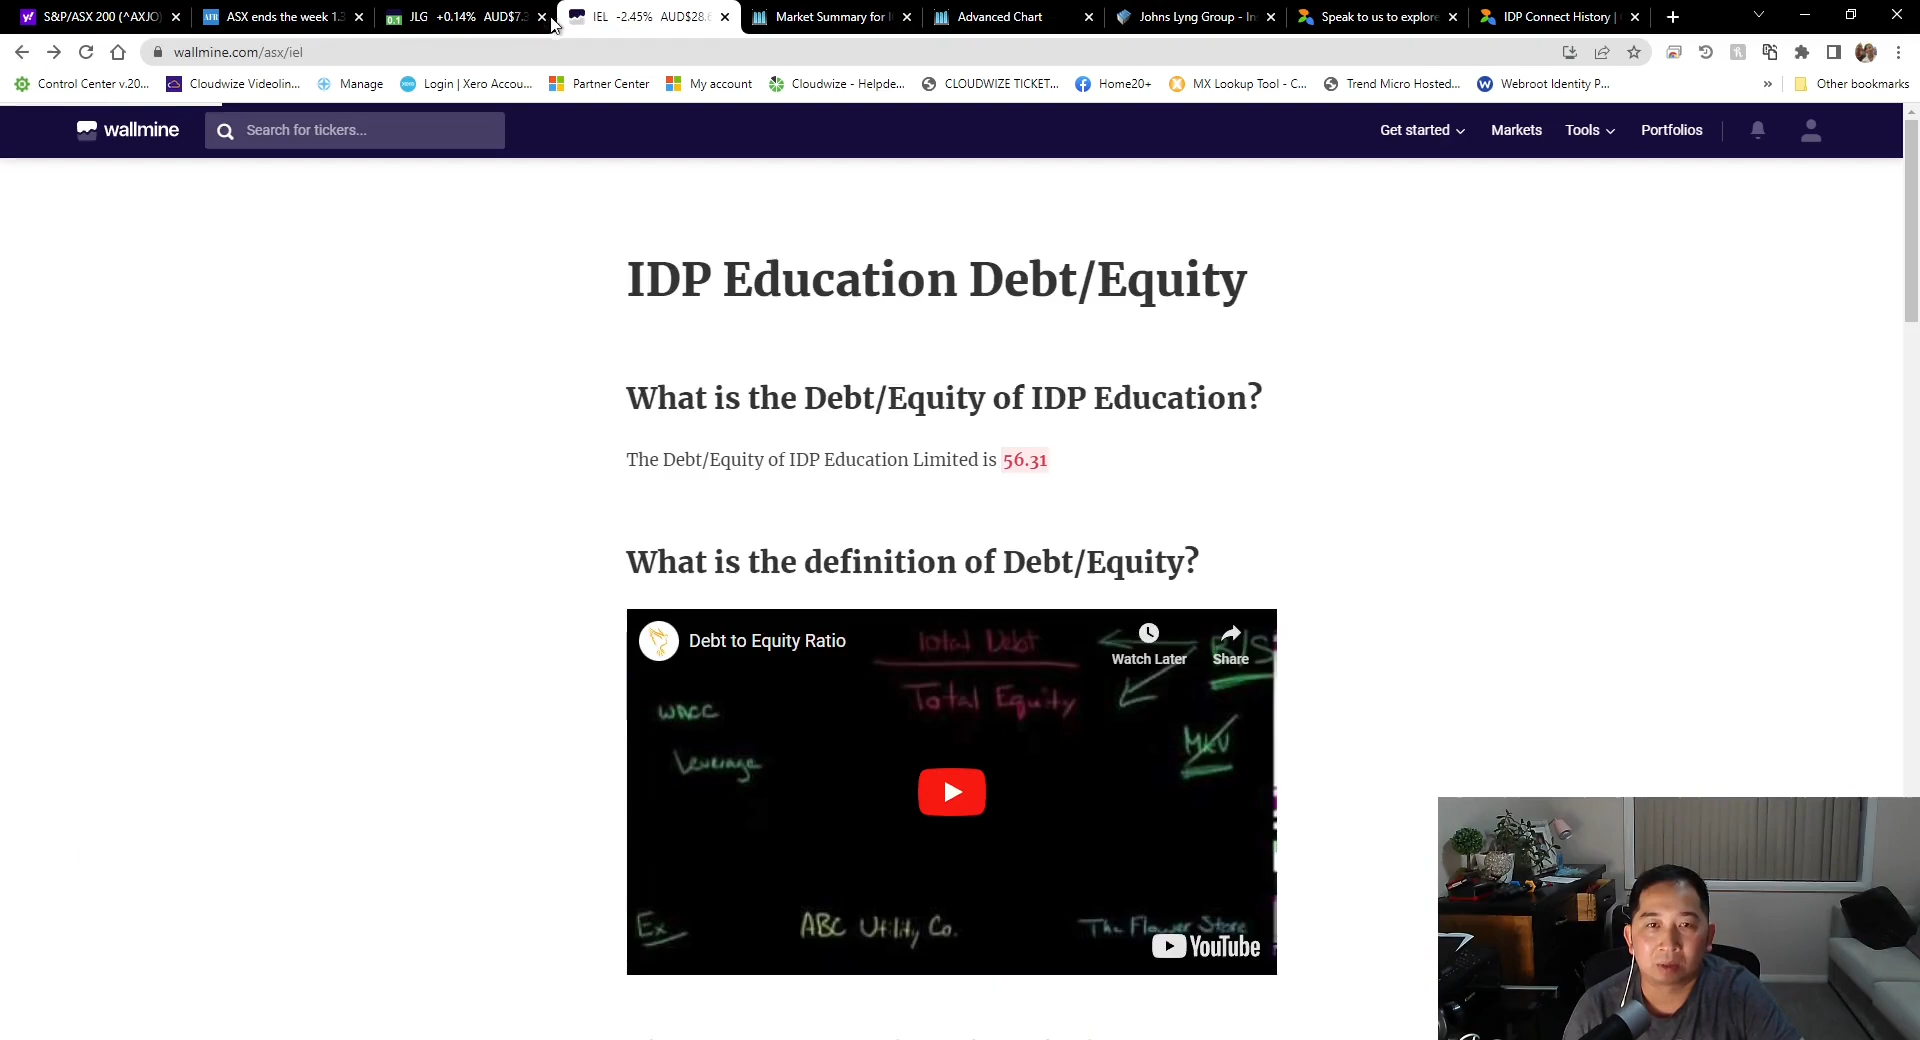 S&P/ASX 200 (^AXJO)
ASX ends the week 1.3
JLG +0.14% AUD$7.3
IEL -2.45% AUD$28.6
Market Summary for I
Advanced Chart
Johns Lyng Group - In
Speak to us to explore
IDP Connect History |
wallmine.com/asx/iel
Control Center v.20...
Cloudwize Videolin...
Manage
Login | Xero Accou...
Partner Center
My account
Cloudwize - Helpde...
CLOUDWIZE TICKET...
Home20+
MX Lookup Tool - C...
Trend Micro Hosted...
Webroot Identity P...
»
Other bookmarks
wallmine
Search for tickers...
Get started
Markets
Tools
Portfolios
IDP Education Debt/Equity
What is the Debt/Equity of IDP Education?
The Debt/Equity of IDP Education Limited is 56.31
What is the definition of Debt/Equity?
Debt to Equity Ratio
Watch Later
Share
Total Debt
Total Equity
B/S
WACC
Leverage
MKV
Ex
ABC Utility Co.
The Flower Store
YouTube